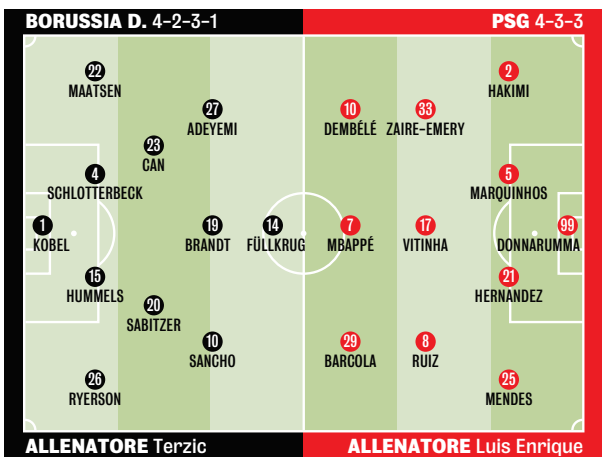 BORUSSIA D. 4-2-3-1
PSG 4-3-3
22
MAATSEN
27
ADEYEMI
23
CAN
4
SCHLOTTERBECK
1
KOBEL
19
BRANDT
14
FÜLLKRUG
15
HUMMELS
20
SABITZER
10
SANCHO
26
RYERSON
2
HAKIMI
10
DEMBÉLÉ
33
ZAIRE-EMERY
5
MARQUINHOS
7
MBAPPÉ
17
VITINHA
99
DONNARUMMA
21
HERNANDEZ
29
BARCOLA
8
RUIZ
25
MENDES
ALLENATORE Terzic
ALLENATORE Luis Enrique